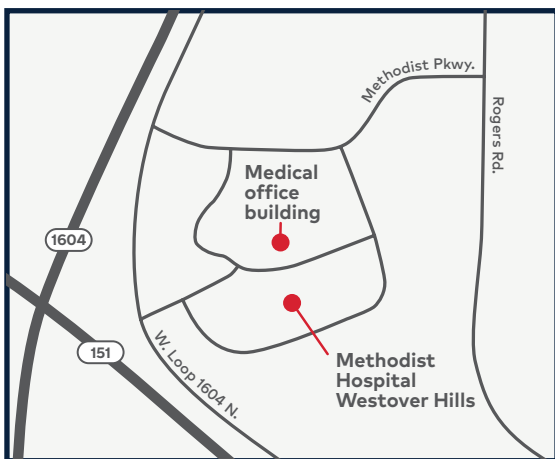 Methodist Pkwy.
Rogers Rd.
Medical
office
building
1604
151
W. Loop 1604 N.
Methodist
Hospital
Westover Hills